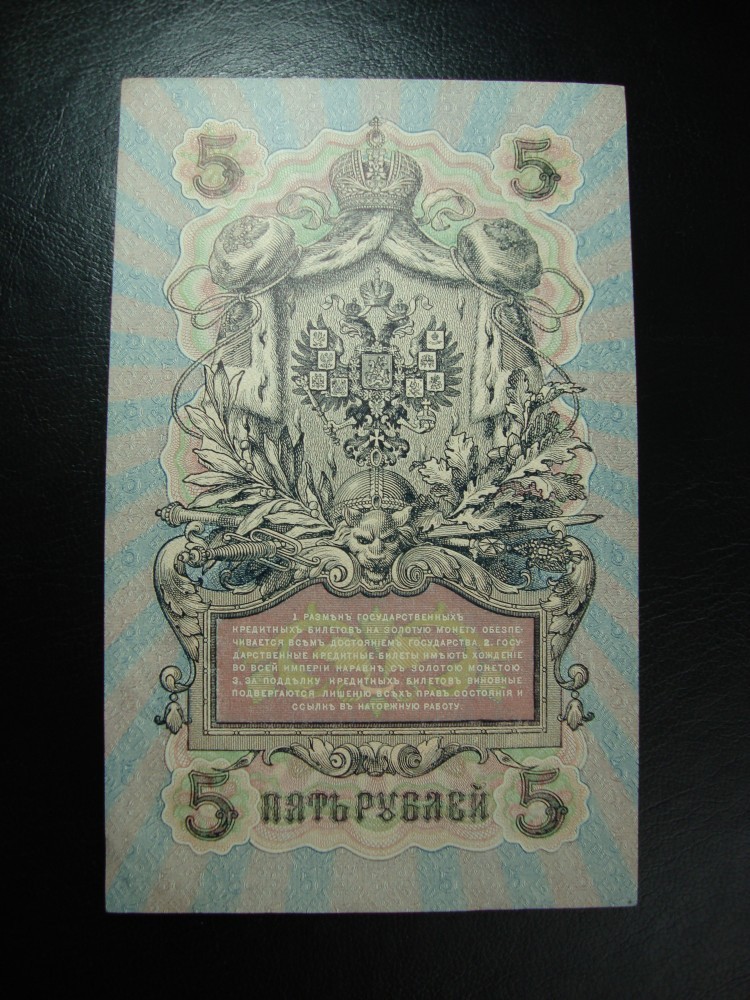 5 5
1. РАЗМѢНЪ ГОСУДАРСТВЕННЫХЪ
КРЕДИТНЫХЪ БИЛЕТОВЪ НА ЗОЛОТУЮ МОНЕТУ ОБЕЗПЕ-
ЧИВАЕТСЯ ВСѢМЪ ДОСТОЯНІЕМЪ ГОСУДАРСТВА. 2. ГОСУ-
ДАРСТВЕННЫЕ КРЕДИТНЫЕ БИЛЕТЫ ИМѢЮТЪ ХОЖДЕНІЕ
ВО ВСЕЙ ИМПЕРІИ НАРАВНѢ СЪ ЗОЛОТОЮ МОНЕТОЮ.
3. ЗА ПОДДѢЛКУ КРЕДИТНЫХЪ БИЛЕТОВЪ ВИНОВНЫЕ
ПОДВЕРГАЮТСЯ ЛИШЕНІЮ ВСѢХЪ ПРАВЪ СОСТОЯНІЯ И
ССЫЛКѢ ВЪ КАТОРЖНУЮ РАБОТУ.
5 ПЯТЬ РУБЛЕЙ 5